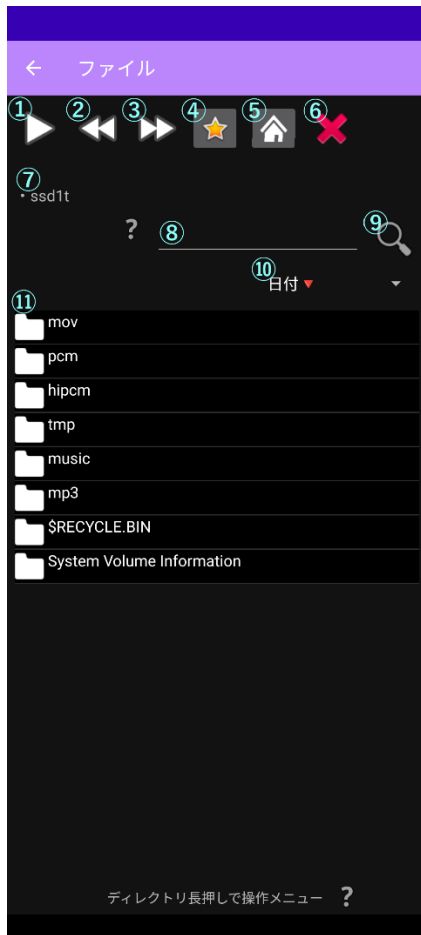 ファイル
① ② ③ ④ ⑤ ⑥
⑦
・ssd1t
? ⑧ ⑨
⑩
日付▼
⑪
mov
pcm
hipcm
tmp
music
mp3
$RECYCLE.BIN
System Volume Information
ディレクトリ長押しで操作メニュー ?